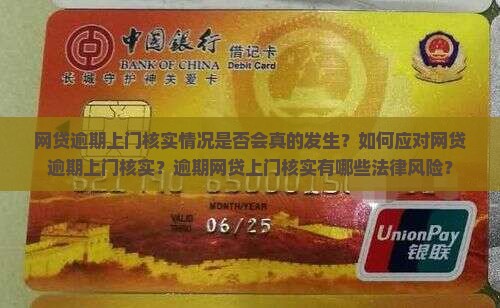 中国银行 借记卡
BANK OF CHINA Debit Card
长城守护神关爱卡
网贷逾期上门核实情况是否会真的发生？如何应对网贷
逾期上门核实？逾期网贷上门核实有哪些法律风险？
MONTH/YEAR
VALID
THRU
06/25
UnionPay
银联